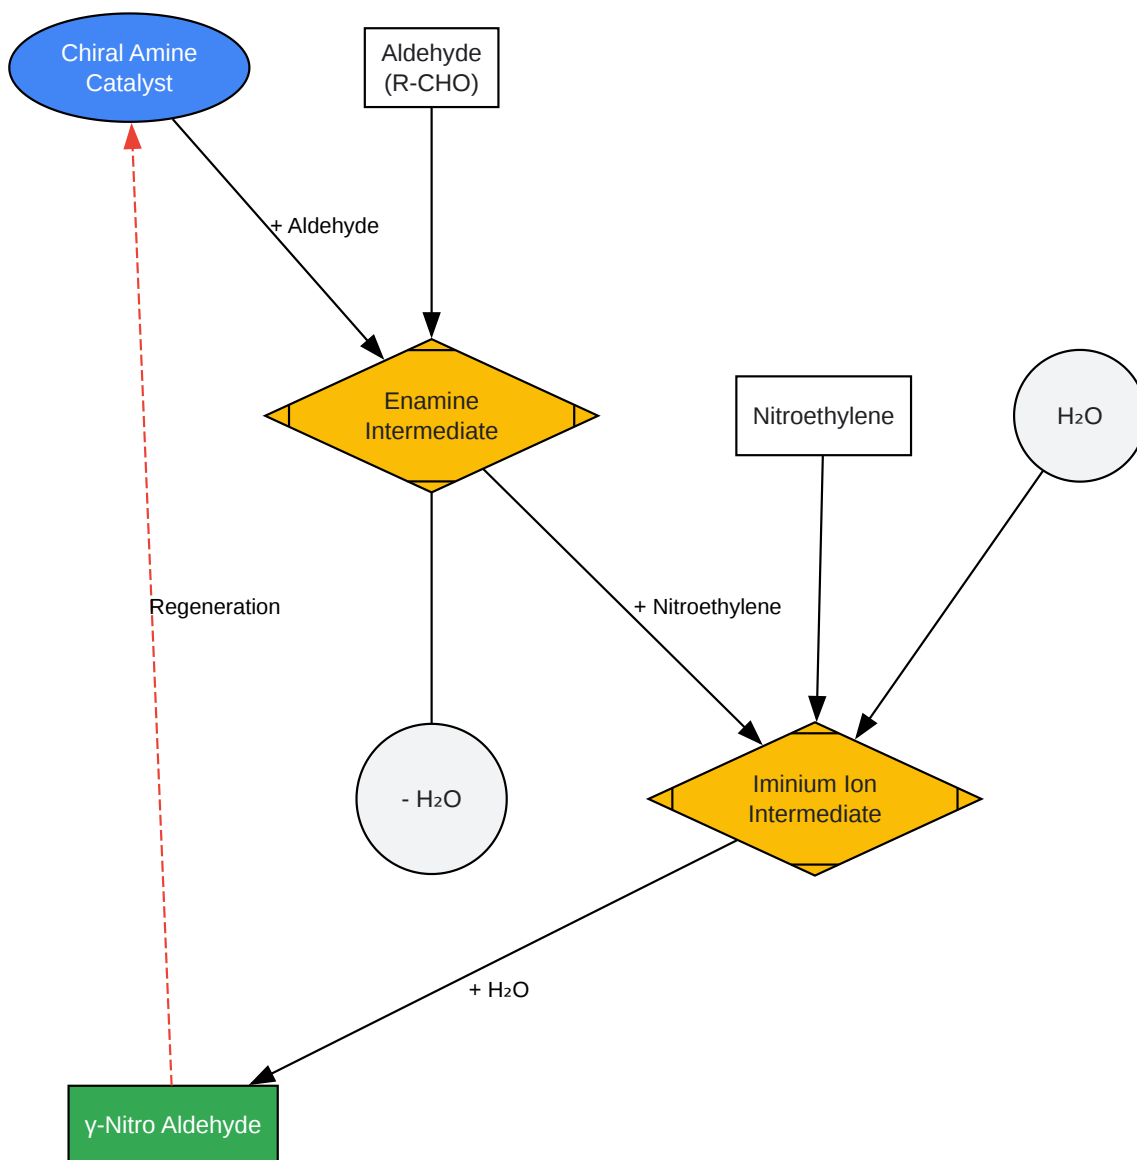 Chiral Amine
Catalyst
Aldehyde
(R-CHO)
+ Aldehyde
Enamine
Intermediate
Nitroethylene
H₂O
Regeneration
+ Nitroethylene
- H₂O
Iminium Ion
Intermediate
+ H₂O
γ-Nitro Aldehyde